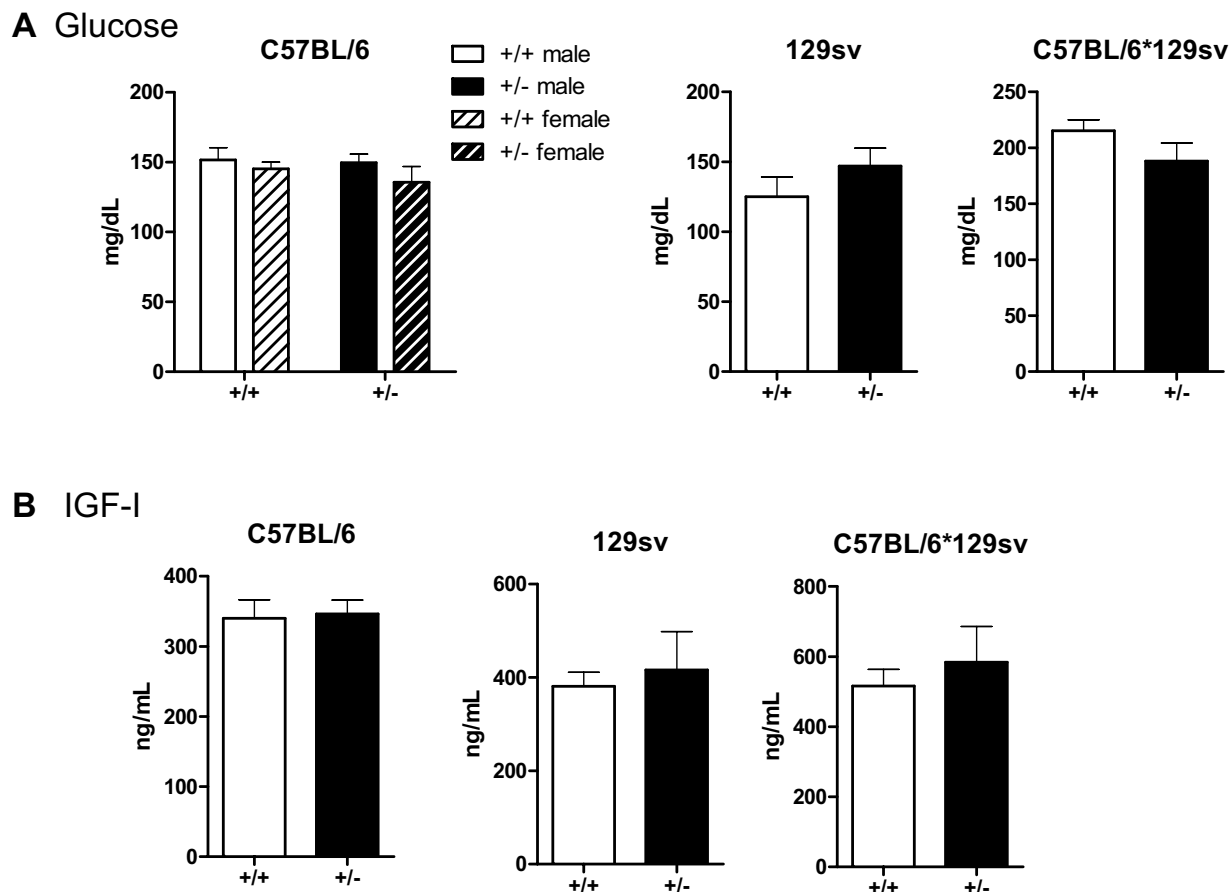 A Glucose
C57BL/6
+/+ male
+/- male
+/+ female
+/- female
129sv
C57BL/6*129sv
mg/dL
200
150
100
50
0
+/+ +/-
mg/dL
200
150
100
50
0
+/+ +/-
mg/dL
250
200
150
100
50
0
+/+ +/-
B IGF-I
C57BL/6
129sv
C57BL/6*129sv
ng/mL
400
300
200
100
0
+/+ +/-
ng/mL
600
400
200
0
+/+ +/-
ng/mL
800
600
400
200
0
+/+ +/-